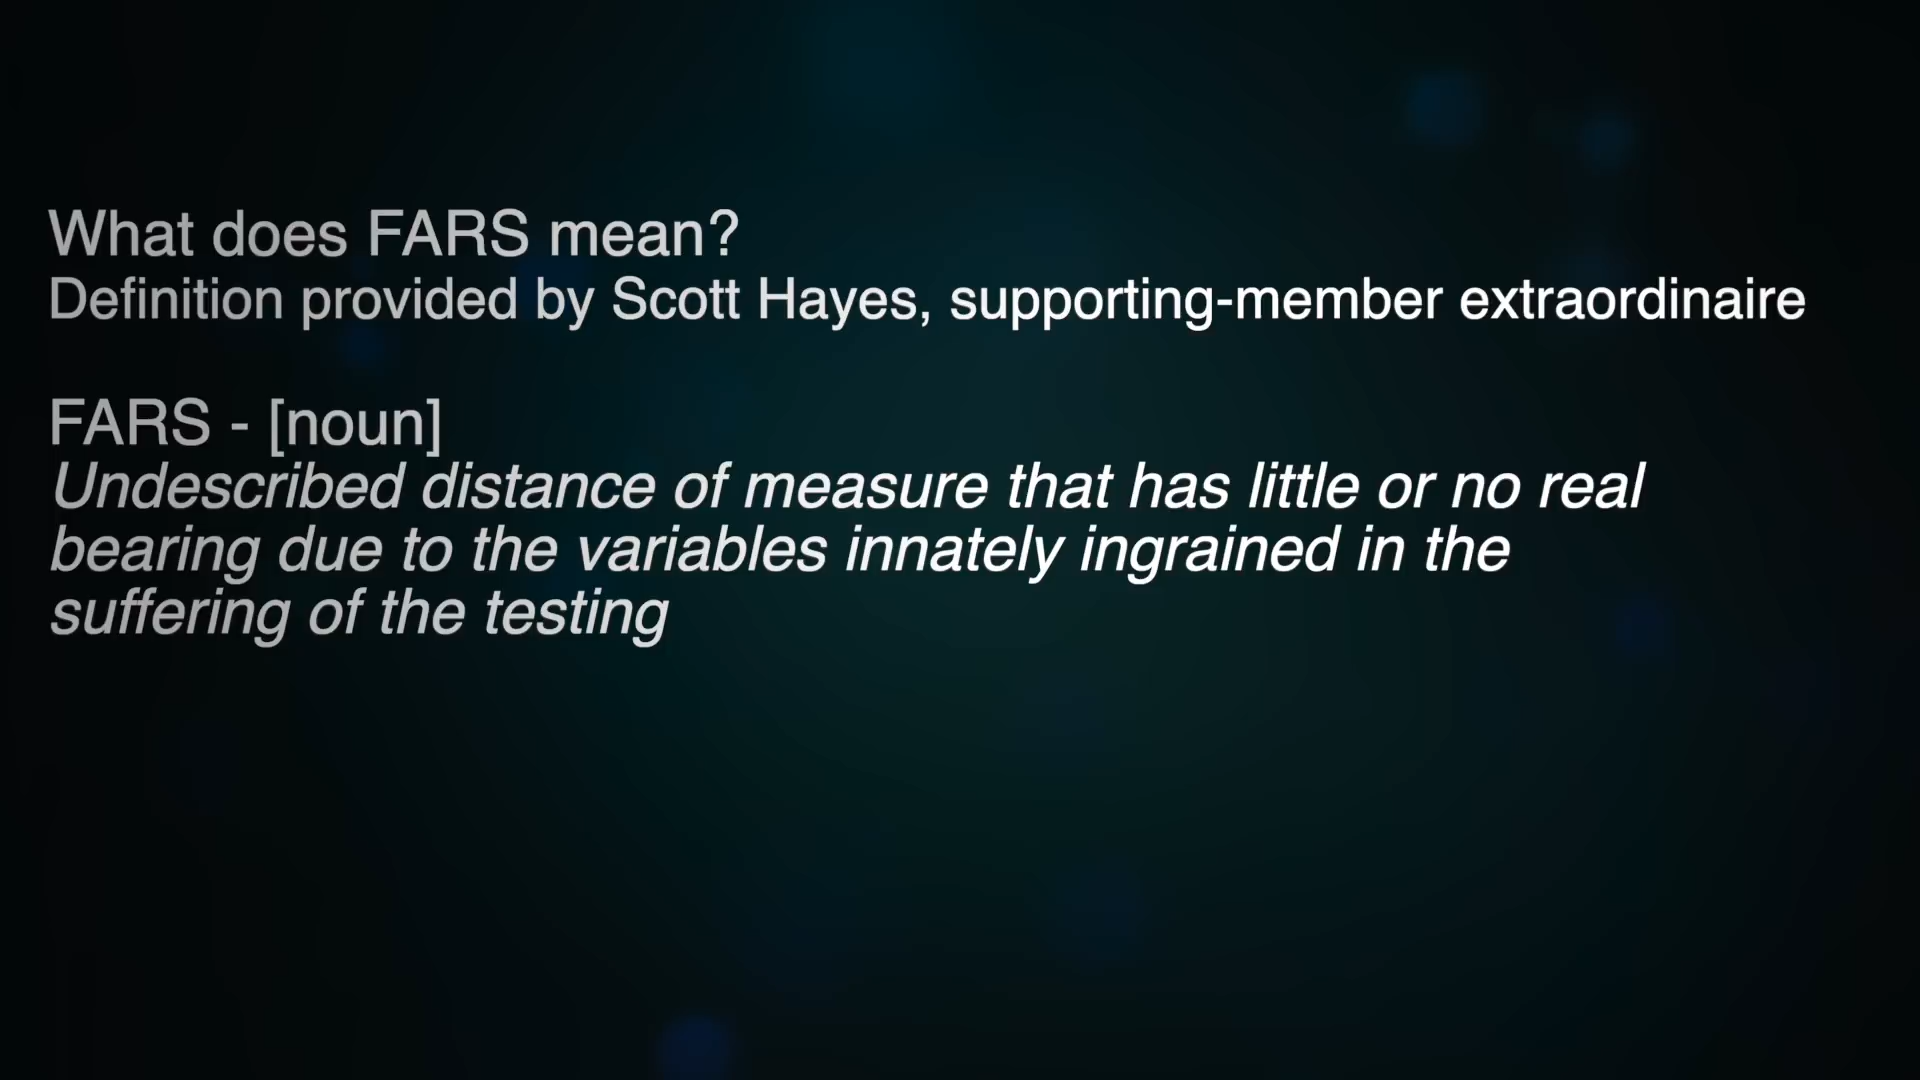 What does FARS mean?
Definition provided by Scott Hayes, supporting-member extraordinaire
FARS - [noun]
Undescribed distance of measure that has little or no real
bearing due to the variables innately ingrained in the
suffering of the testing